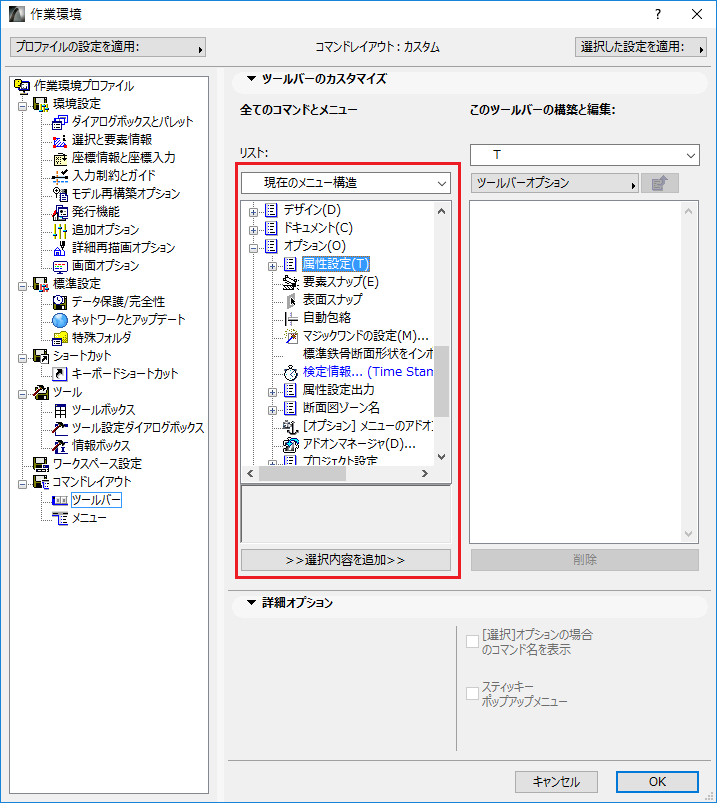 作業環境
プロファイルの設定を適用:
コマンドレイアウト : カスタム
選択した設定を適用:
作業環境プロファイル
環境設定
ダイアログボックスとパレット
選択と要素情報
座標情報と座標入力
入力制約とガイド
モデル再構築オプション
発行機能
追加オプション
詳細再描画オプション
画面オプション
標準設定
データ保護/完全性
ネットワークとアップデート
特殊フォルダ
ショートカット
キーボードショートカット
ツール
ツールボックス
ツール設定ダイアログボックス
情報ボックス
ワークスペース設定
コマンドレイアウト
ツールバー
メニュー
ツールバーのカスタマイズ
全てのコマンドとメニュー
リスト:
現在のメニュー構造
デザイン(D)
ドキュメント(C)
オプション(O)
属性設定(T)
要素スナップ(E)
表面スナップ
自動包絡
マジックワンドの設定(M)...
標準鉄骨断面形状をインポ
検定情報... (Time Stam
属性設定出力
断面図ゾーン名
[オプション] メニューのアドオン
アドオンマネージャ(D)...
プロジェクト設定
>>選択内容を追加>>
このツールバーの構築と編集:
T
ツールバーオプション
削除
詳細オプション
[選択]オプションの場合
のコマンド名を表示
スティッキー
ポップアップメニュー
キャンセル
OK